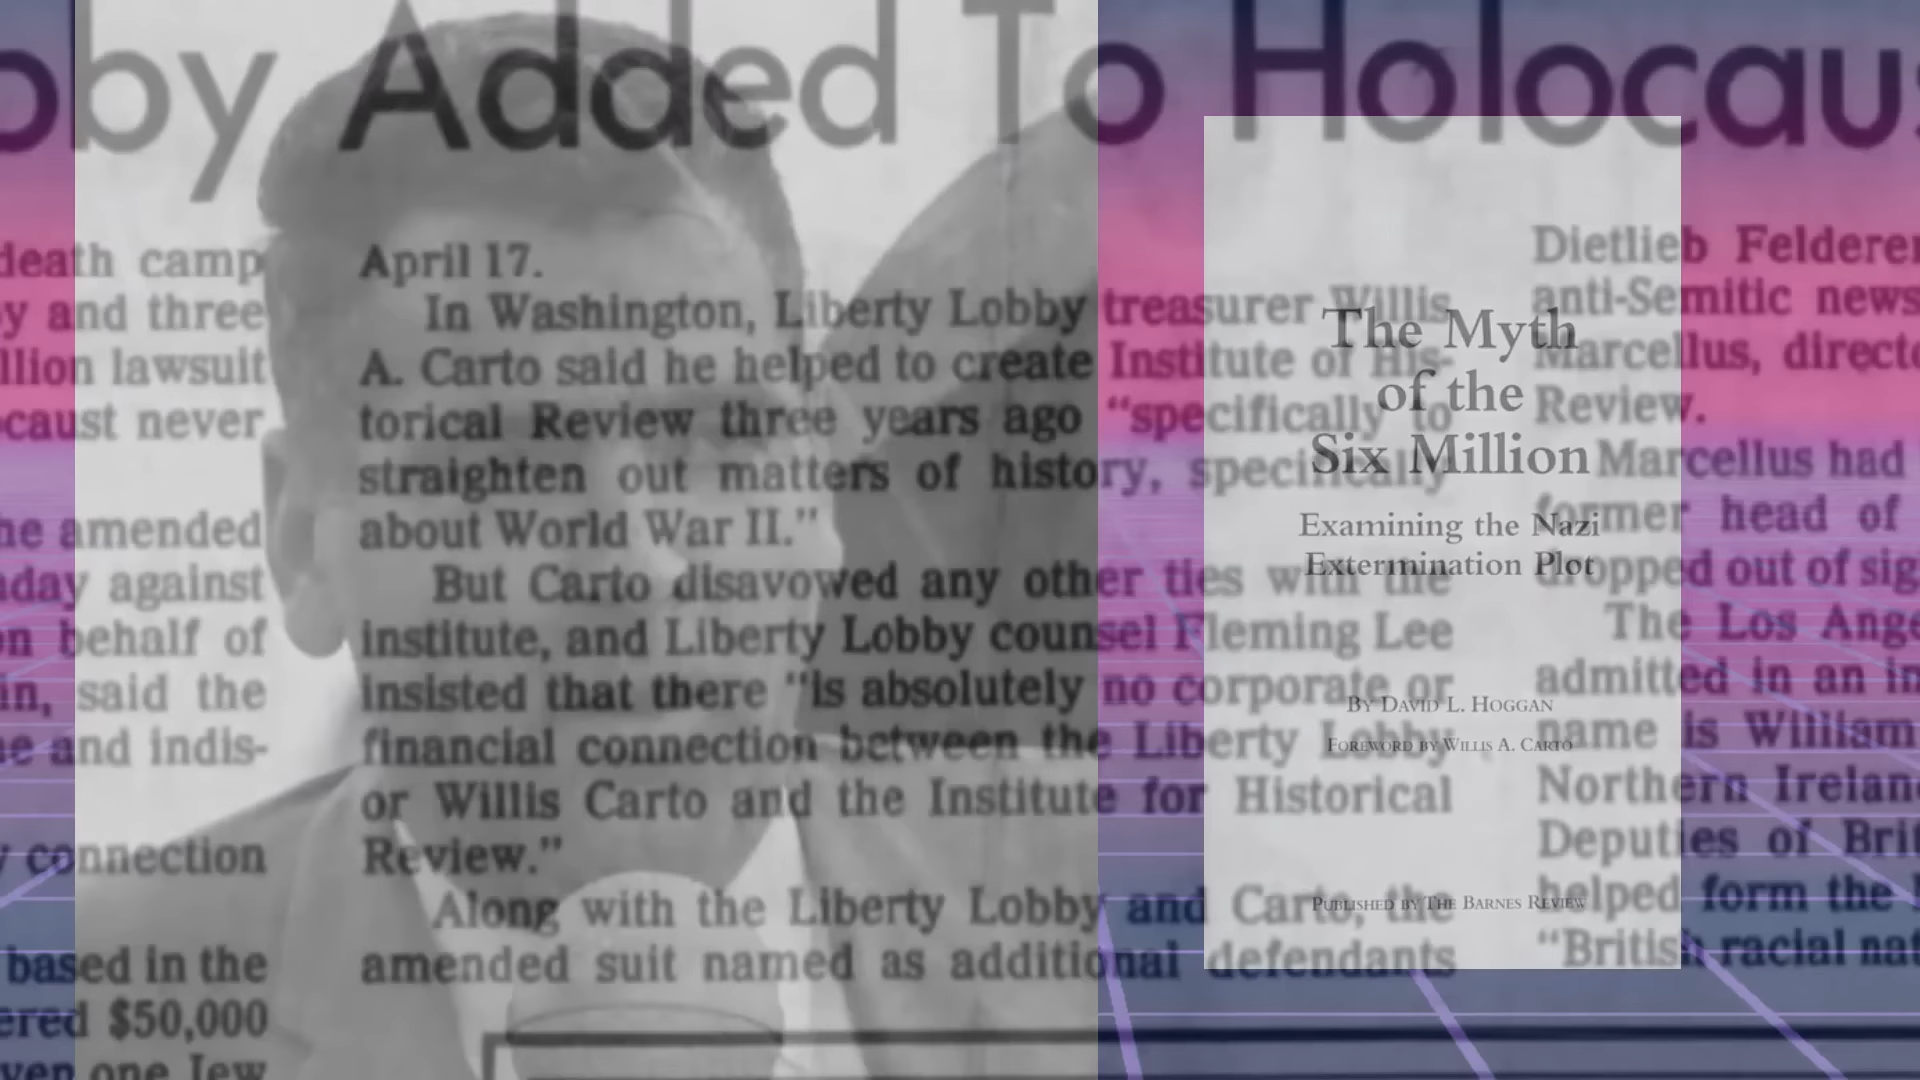 bby Added To Holocaus
death camp
y and three
llion lawsuit
ocaust never
he amended
day against
on behalf of
in, said the
e and indis-
y connection
based in the
ered $50,000
ven one Jew
April 17.
In Washington, Liberty Lobby treasurer Willis
A. Carto said he helped to create Institute of His-
torical Review three years ago "specifically to
straighten out matters of history, specifically
about World War II."
But Carto disavowed any other ties with the
institute, and Liberty Lobby counsel Fleming Lee
insisted that there "is absolutely no corporate or
financial connection between the Liberty Lobby
or Willis Carto and the Institute for Historical
Review."
Along with the Liberty Lobby and Carto, the
amended suit named as additional defendants
The Myth
of the
Six Million
Examining the Nazi
Extermination Plot
By David L. Hoggan
Foreword by Willis A. Carto
Published by The Barnes Review
Dietlieb Felderer
anti-Semitic news
Marcellus, directo
Review.
Marcellus had
former head of
dropped out of sig
The Los Ange
admitted in an in
name is William
Northern Ireland
Deputies of Brit
helped form the
"British racial nat